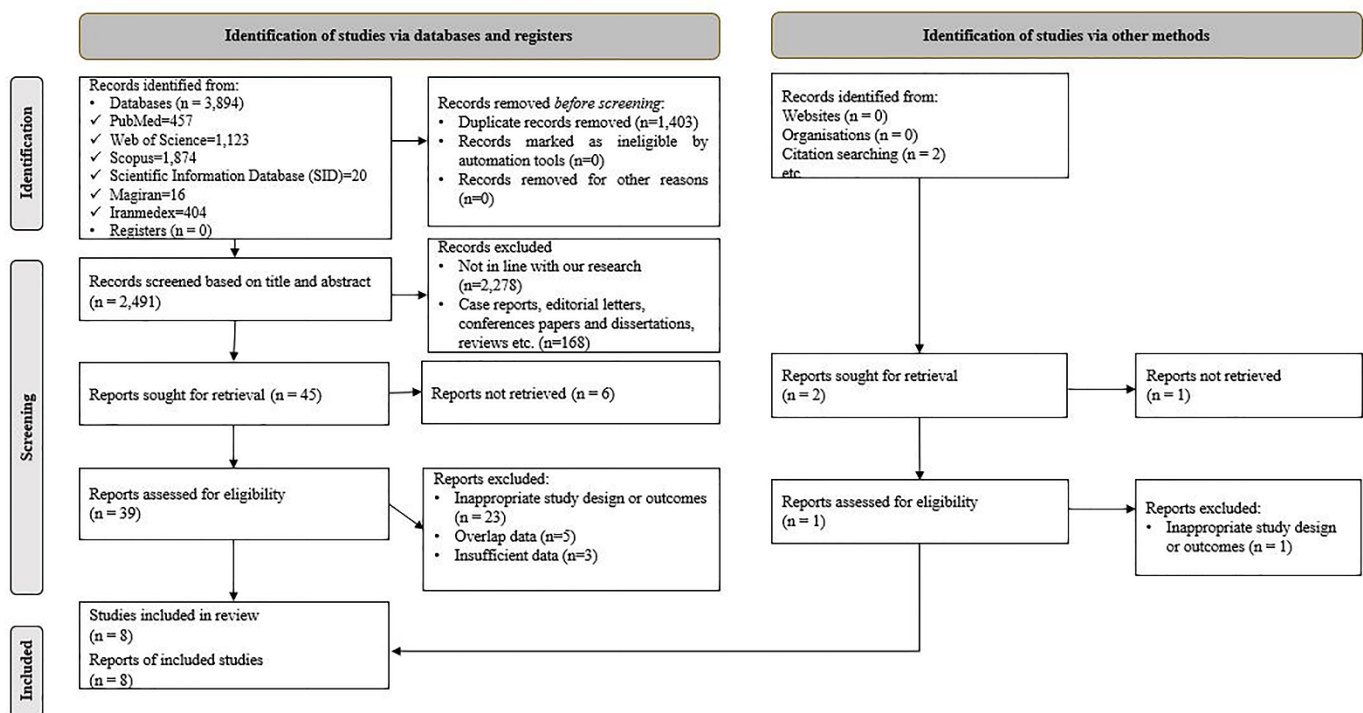 Identification of studies via databases and registers
Identification of studies via other methods
Identification
Records identified from:
• Databases (n = 3,894)
✓ PubMed=457
✓ Web of Science=1,123
✓ Scopus=1,874
✓ Scientific Information Database (SID)=20
✓ Magiran=16
✓ Iranmedex=404
• Registers (n = 0)
Records removed before screening:
• Duplicate records removed (n=1,403)
• Records marked as ineligible by
automation tools (n=0)
• Records removed for other reasons
(n=0)
Records identified from:
Websites (n = 0)
Organisations (n = 0)
Citation searching (n = 2)
etc
Screening
Records screened based on title and abstract
(n = 2,491)
Records excluded
• Not in line with our research
(n=2,278)
• Case reports, editorial letters,
conferences papers and dissertations,
reviews etc. (n=168)
Reports sought for retrieval (n = 45)
Reports not retrieved (n = 6)
Reports sought for retrieval
(n = 2)
Reports not retrieved
(n = 1)
Reports assessed for eligibility
(n = 39)
Reports excluded:
• Inappropriate study design or outcomes
(n = 23)
• Overlap data (n=5)
• Insufficient data (n=3)
Reports assessed for eligibility
(n = 1)
Reports excluded:
• Inappropriate study design
or outcomes (n = 1)
Included
Studies included in review
(n = 8)
Reports of included studies
(n = 8)